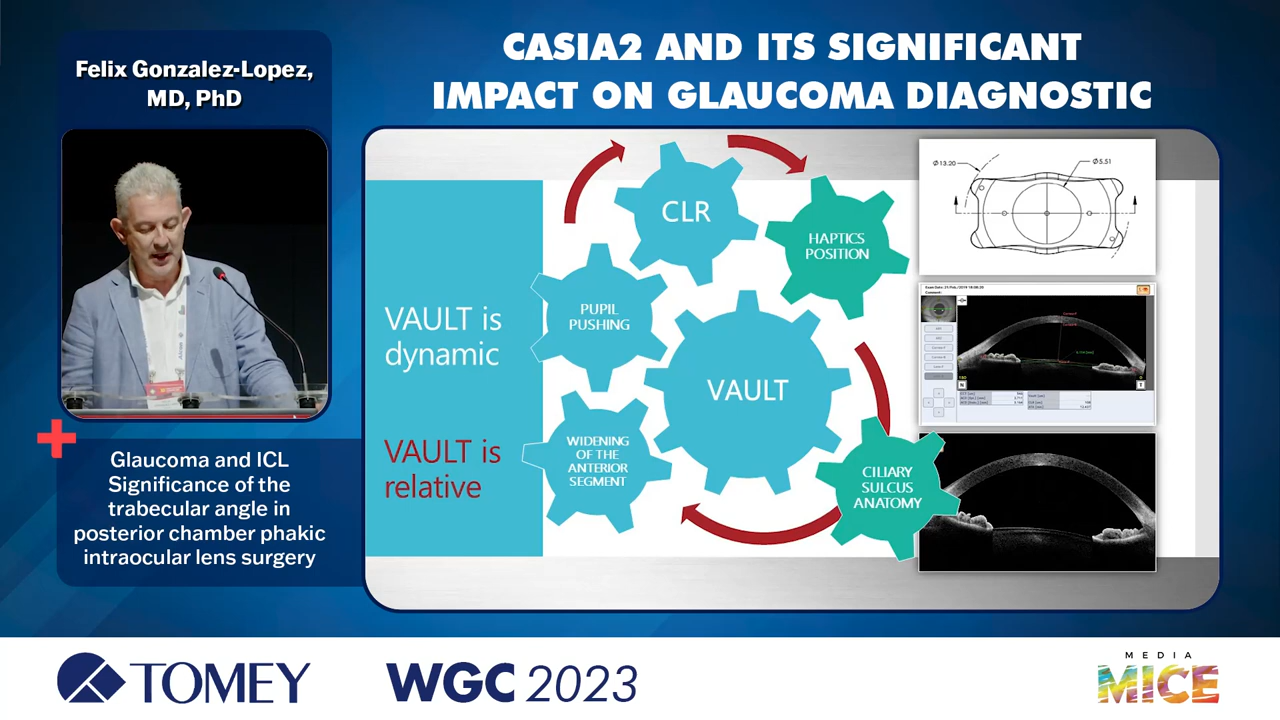 Felix Gonzalez-Lopez,
MD, PhD
CASIA2 AND ITS SIGNIFICANT
IMPACT ON GLAUCOMA DIAGNOSTIC
Glaucoma and ICL
Significance of the
trabecular angle in
posterior chamber phakic
intraocular lens surgery
VAULT is
dynamic
VAULT is
relative
CLR
HAPTICS
POSITION
PUPIL
PUSHING
VAULT
WIDENING
OF THE
ANTERIOR
SEGMENT
CILIARY
SULCUS
ANATOMY
Ø13.20
Ø5.51
N
T
TOMEY
WGC 2023
MEDIA
MICE